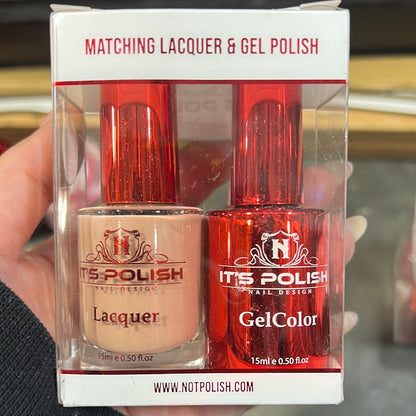 MATCHING LACQUER & GEL POLISH
N
IT'S POLISH
NAIL DESIGN
Lacquer
15ml e 0.50 fl.oz
N
IT'S POLISH
NAIL DESIGN
GelColor
15ml e 0.50 fl.oz
WWW.NOTPOLISH.COM